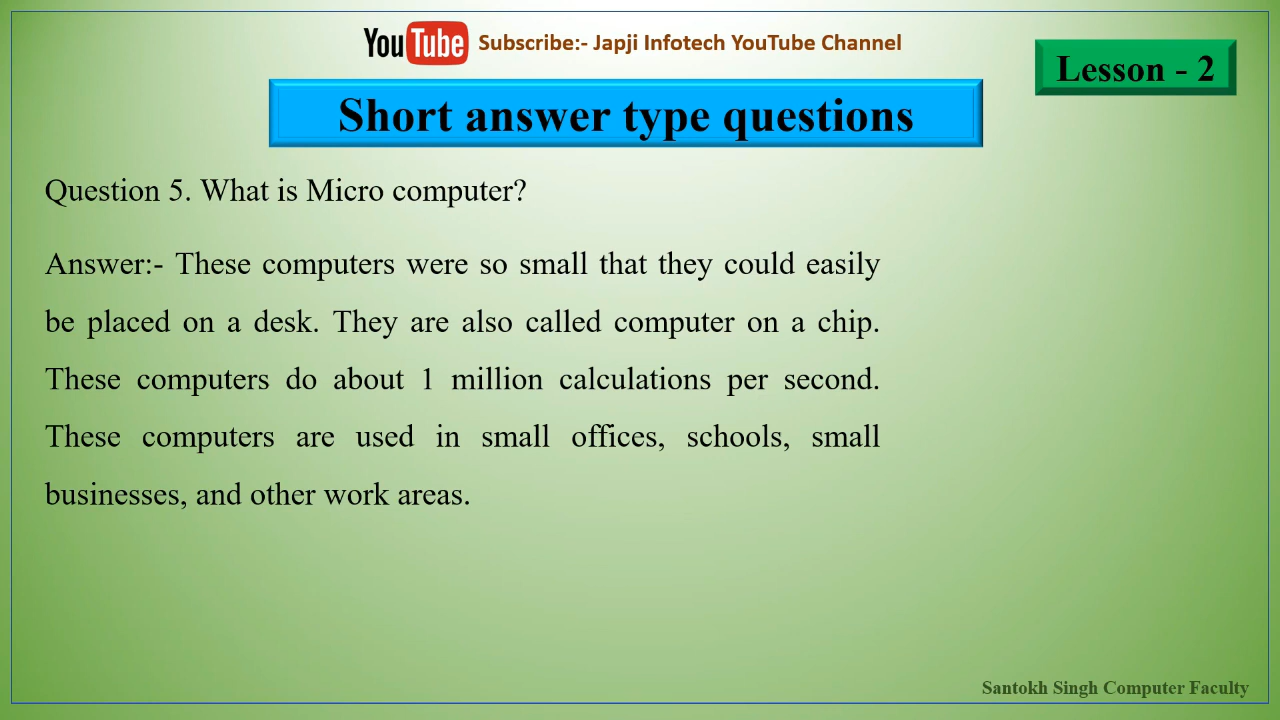 YouTube Subscribe:- Japji Infotech YouTube Channel
Lesson - 2
Short answer type questions
Question 5. What is Micro computer?
Answer:- These computers were so small that they could easily
be placed on a desk. They are also called computer on a chip.
These computers do about 1 million calculations per second.
These computers are used in small offices, schools, small
businesses, and other work areas.
Santokh Singh Computer Faculty